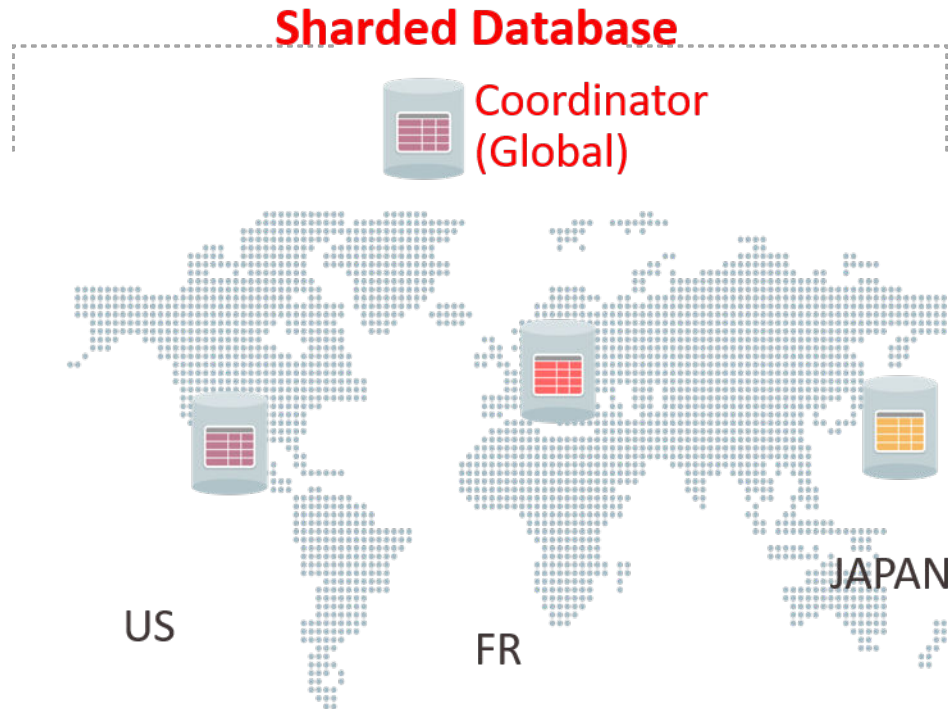 Sharded Database
Coordinator
(Global)
JAPAN
US
FR